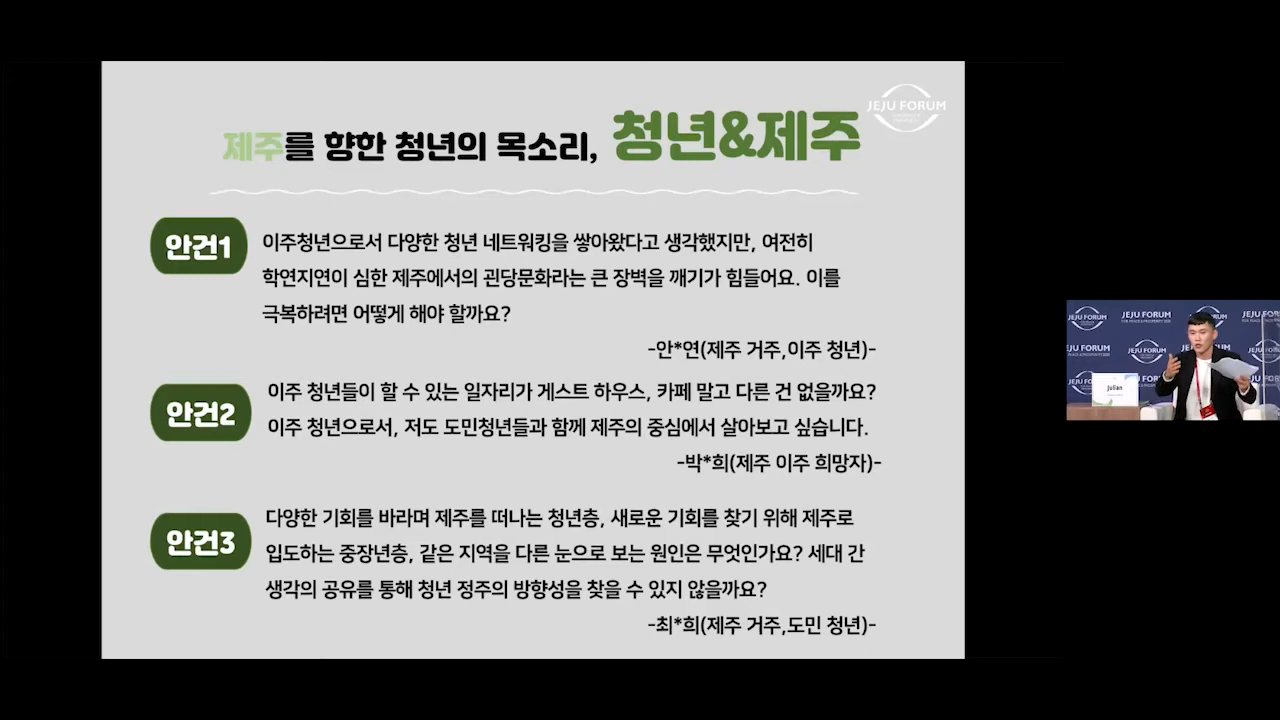 JEJU FORUM
제주를 향한 청년의 목소리, 청년&제주
안건1
이주청년으로서 다양한 청년 네트워킹을 쌓아왔다고 생각했지만, 여전히
학연지연이 심한 제주에서의 괸당문화라는 큰 장벽을 깨기가 힘들어요. 이를
극복하려면 어떻게 해야 할까요?
-안*연(제주 거주,이주 청년)-
안건2
이주 청년들이 할 수 있는 일자리가 게스트 하우스, 카페 말고 다른 건 없을까요?
이주 청년으로서, 저도 도민청년들과 함께 제주의 중심에서 살아보고 싶습니다.
-박*희(제주 이주 희망자)-
안건3
다양한 기회를 바라며 제주를 떠나는 청년층, 새로운 기회를 찾기 위해 제주로
입도하는 중장년층, 같은 지역을 다른 눈으로 보는 원인은 무엇인가요? 세대 간
생각의 공유를 통해 청년 정주의 방향성을 찾을 수 있지 않을까요?
-최*희(제주 거주,도민 청년)-
JEJU FORUM
JEJU FORUM
JEJU FORUM
JEJU FORUM
Julian